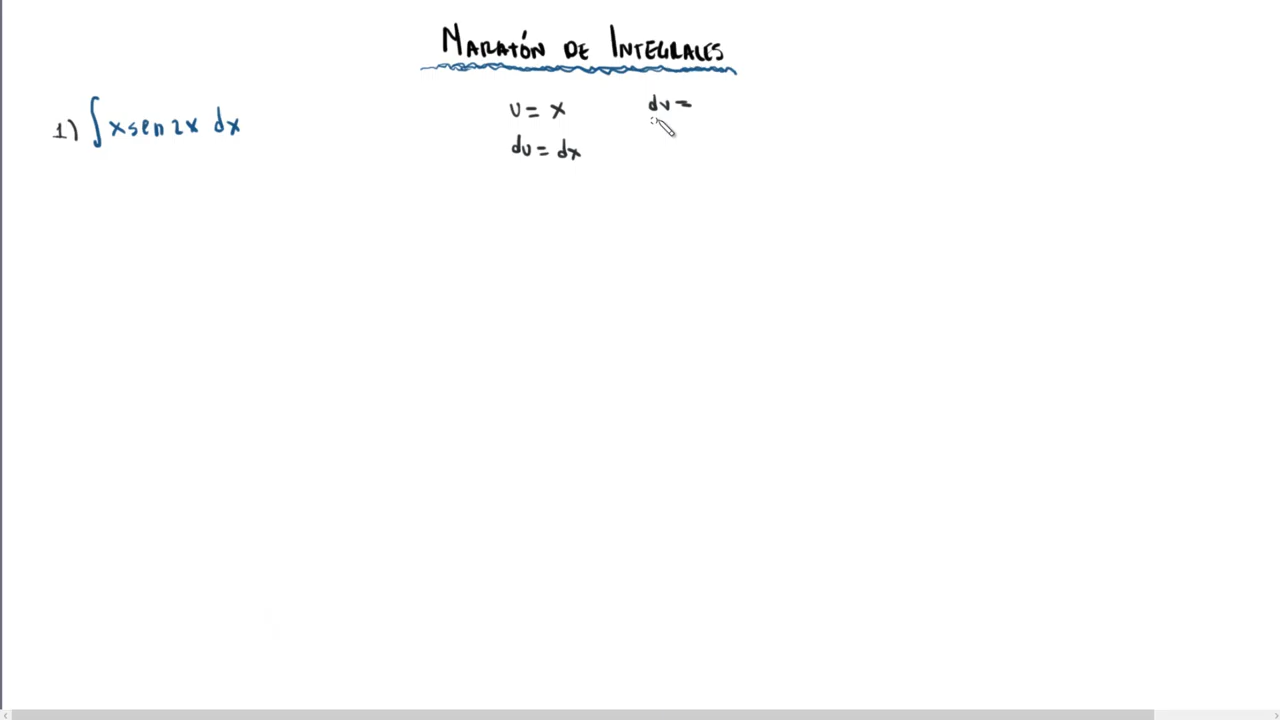 MARATÓN DE INTEGRALES
1) ∫x sen 2x dx
u = x dv =
du = dx